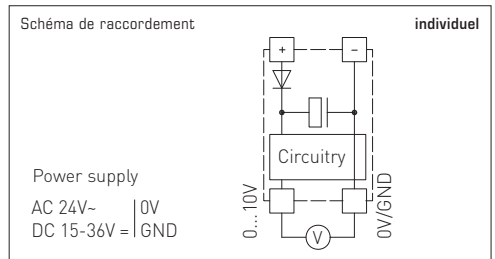 Schéma de raccordement individuel
+ −
Circuitry
Power supply
AC 24V~ | 0V
DC 15-36V = | GND
0...10V
0V/GND
V